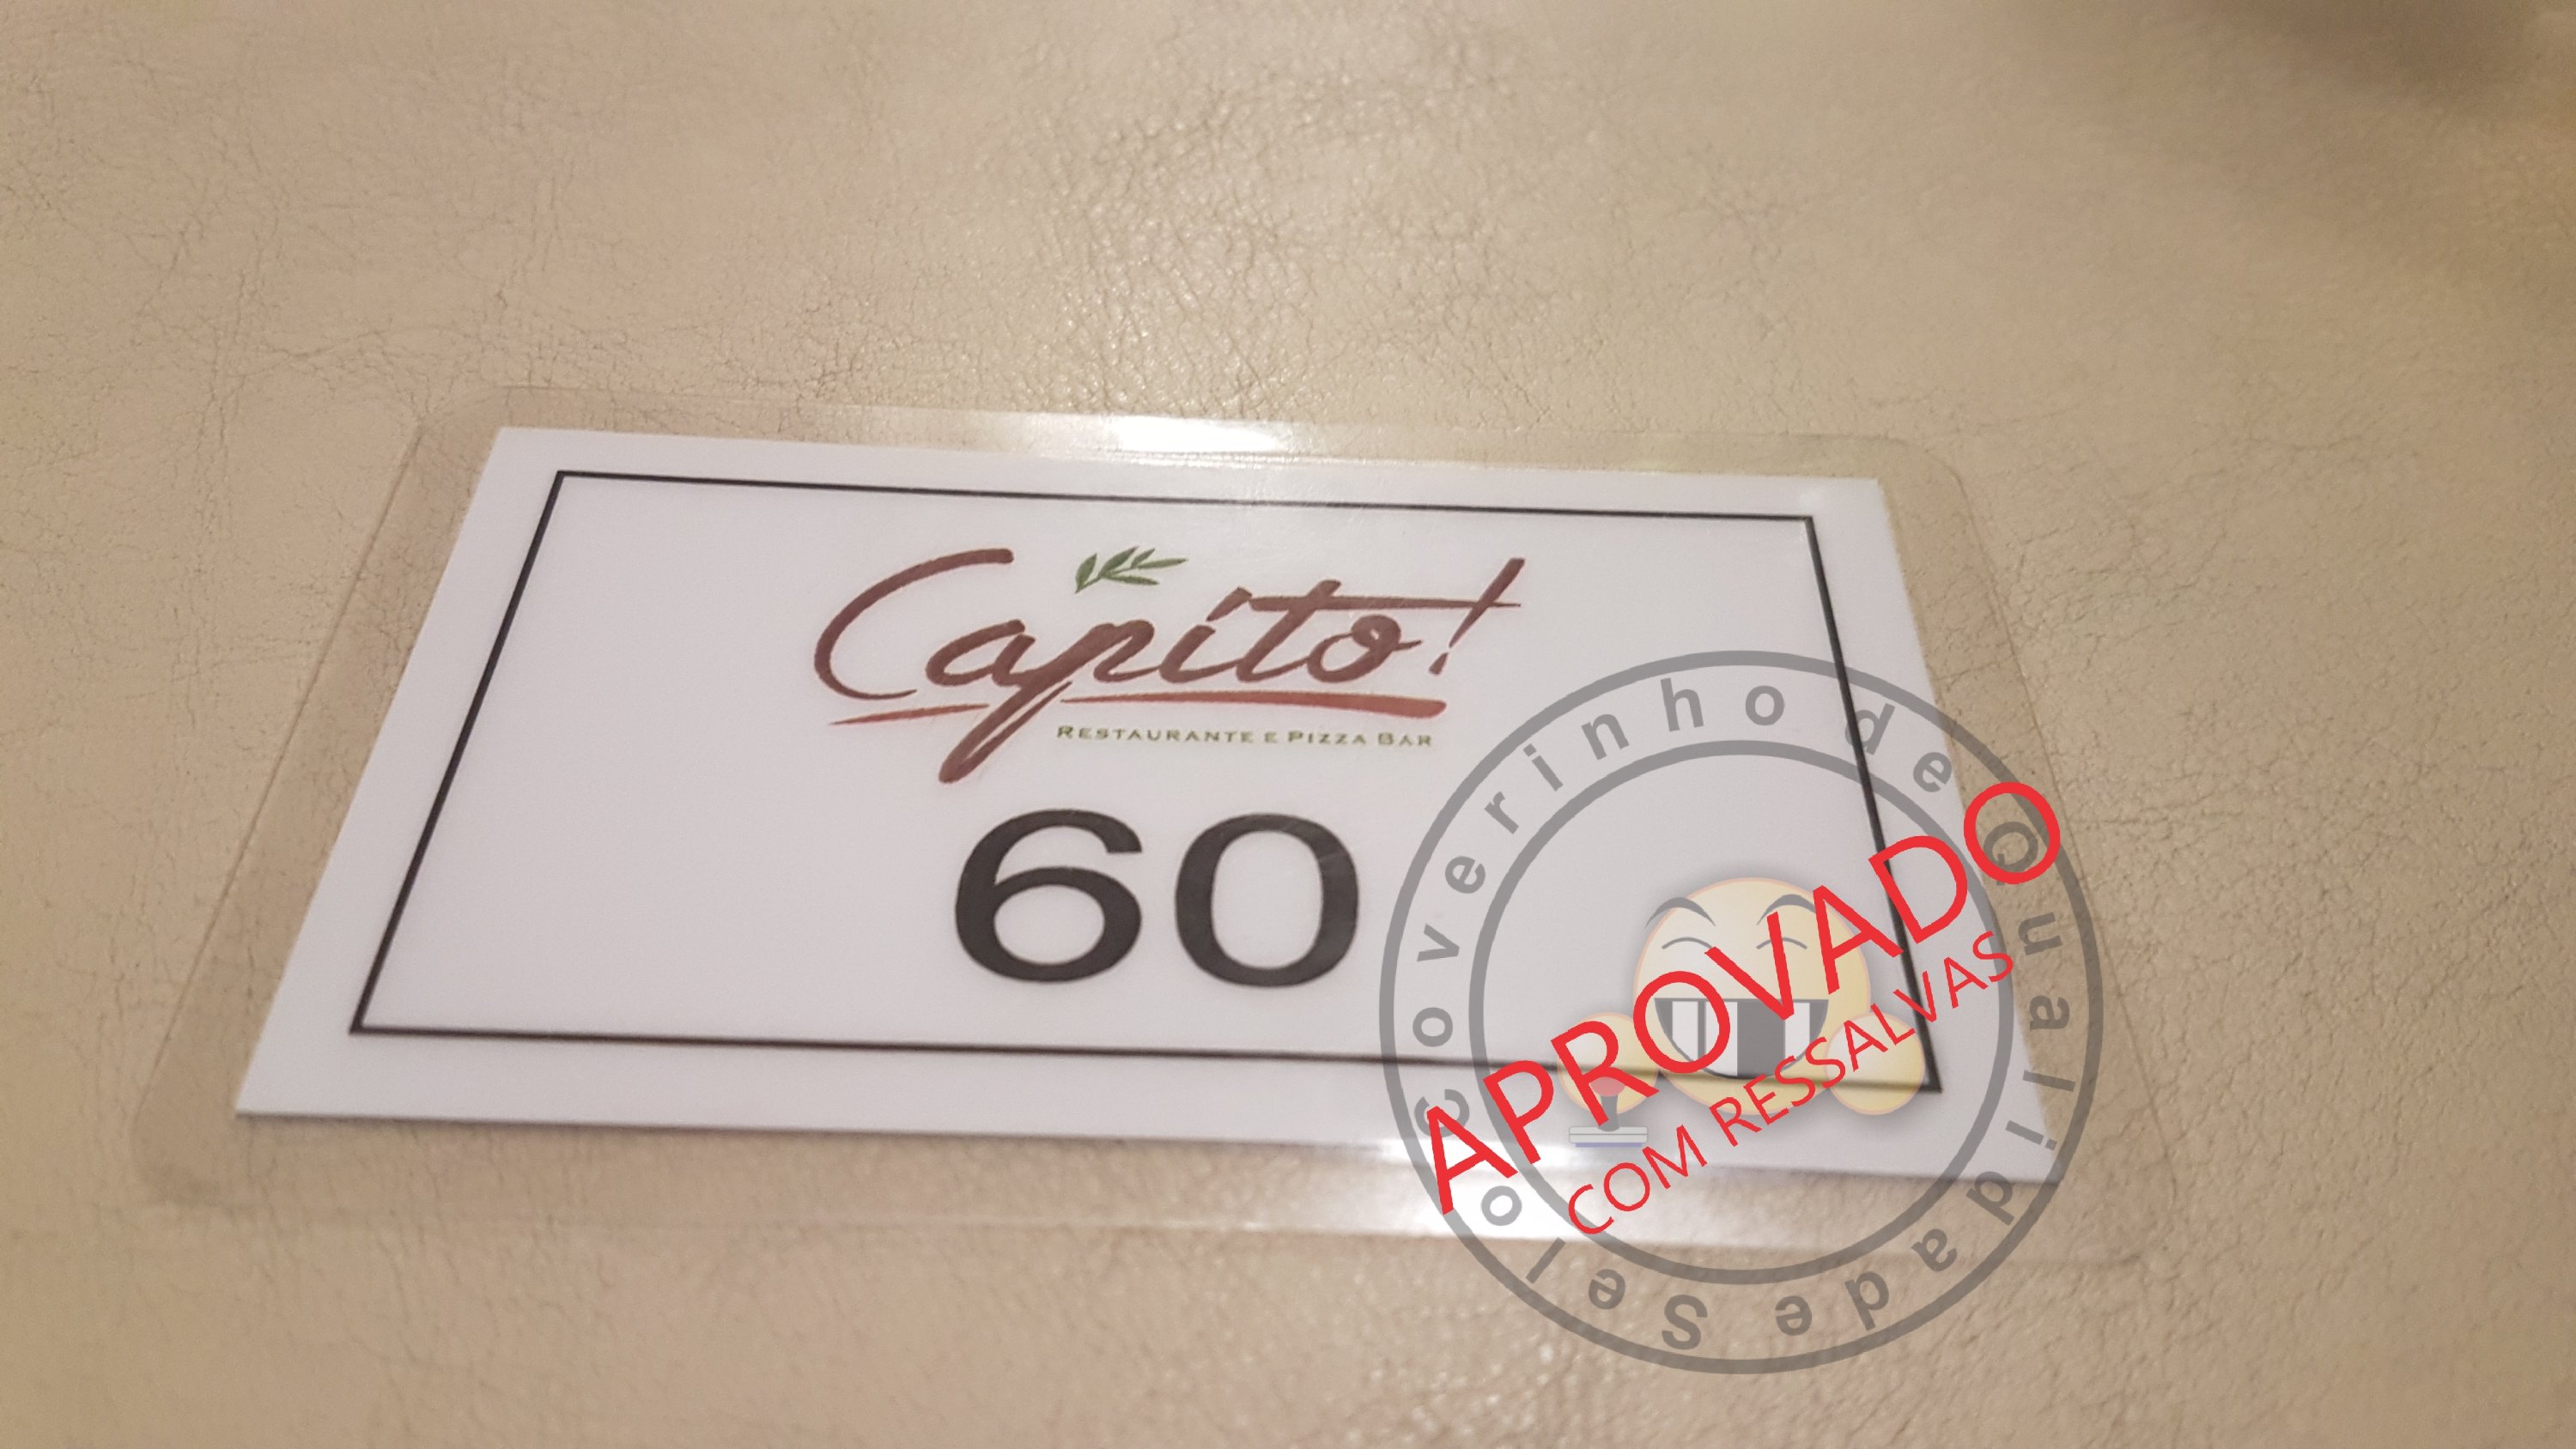 Capito!
RESTAURANTE E PIZZA BAR
60
Selo coverinho de Qualidade
APROVADO
COM RESSALVAS